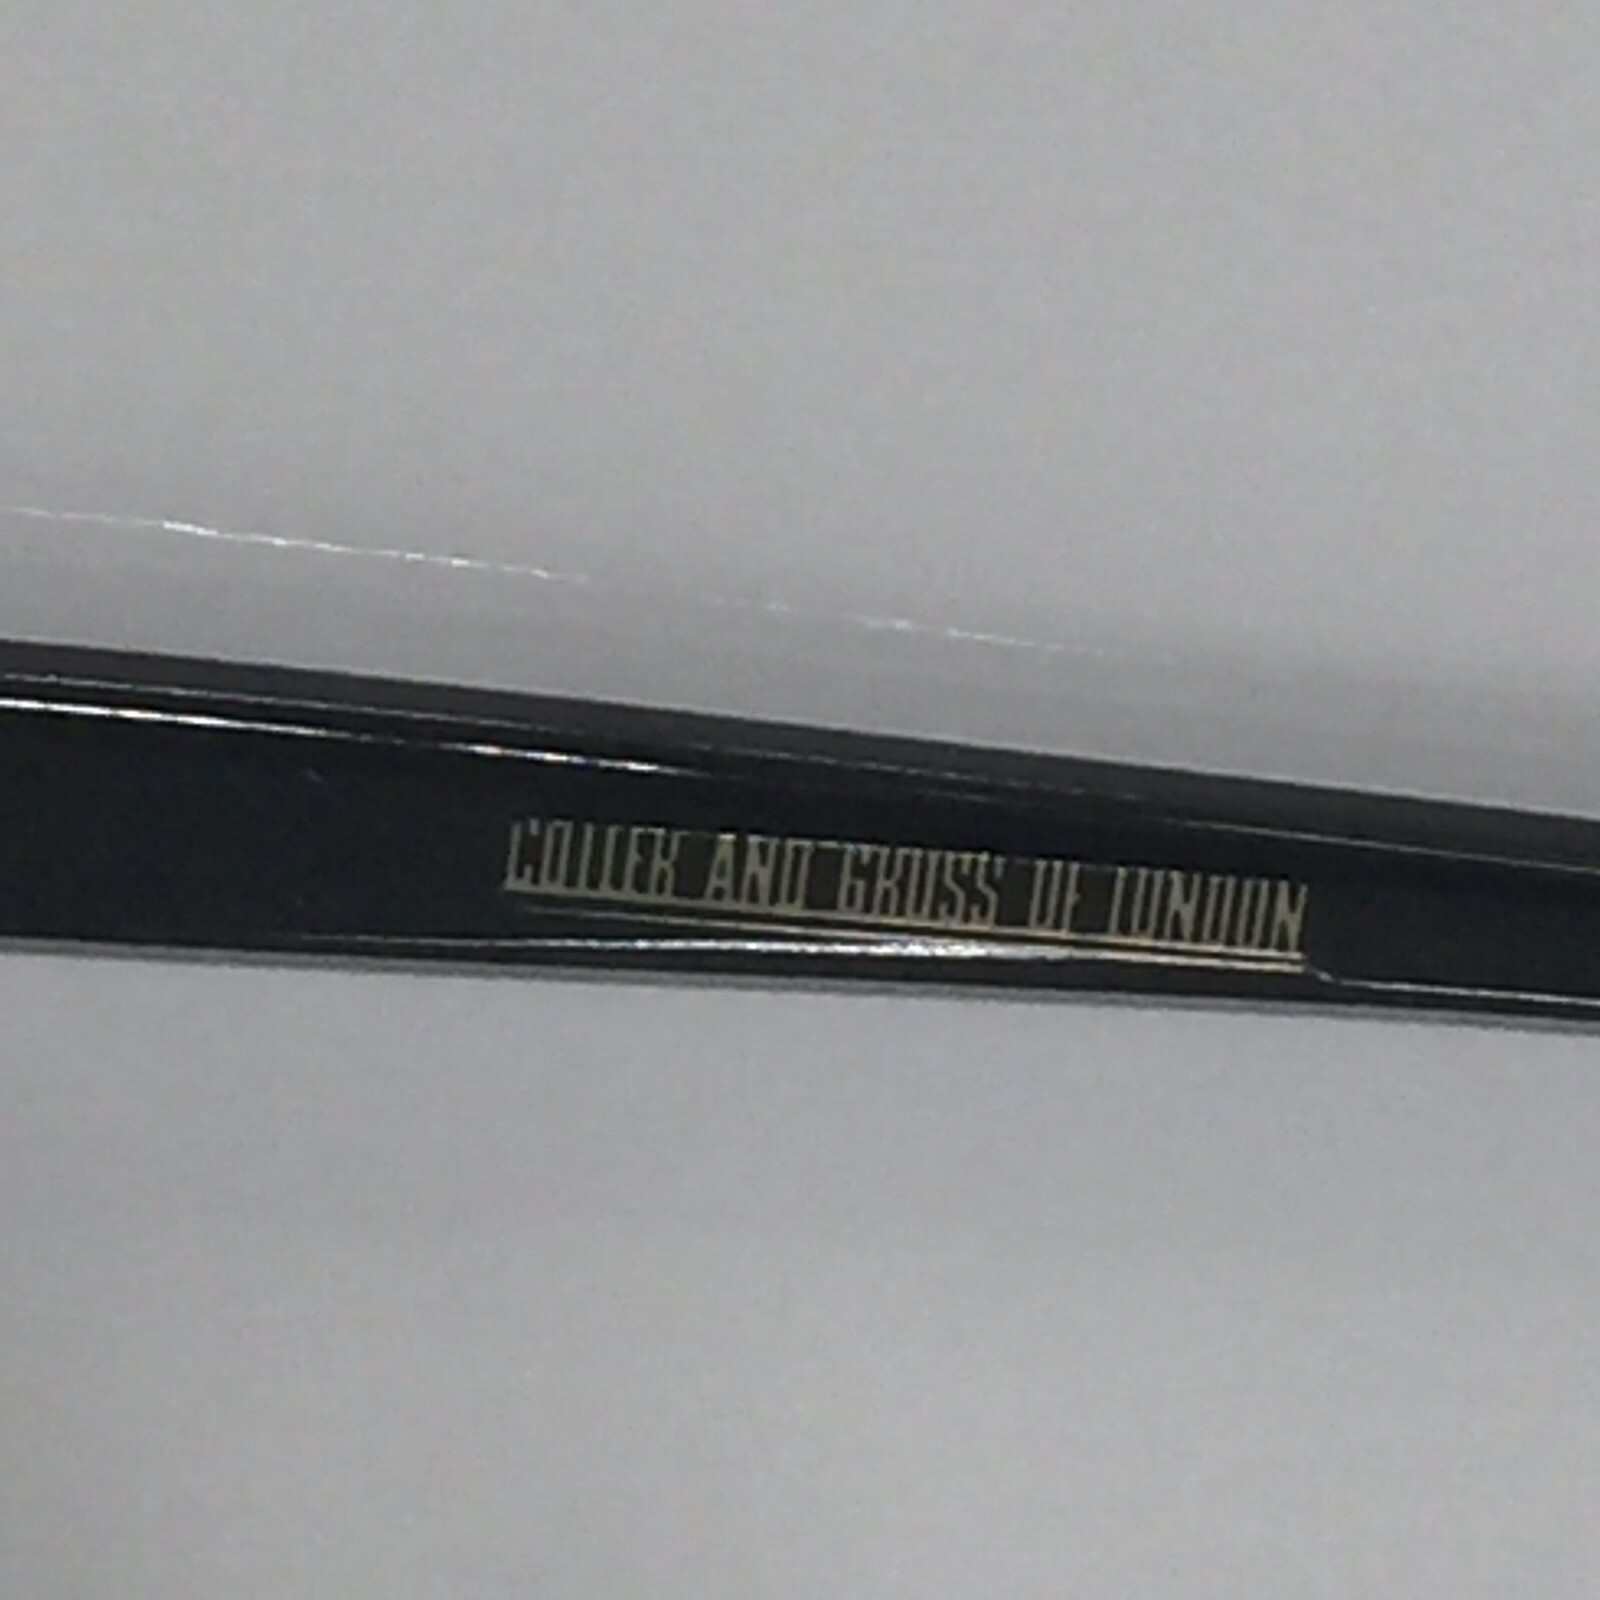 CUTLER AND GROSS OF LONDON